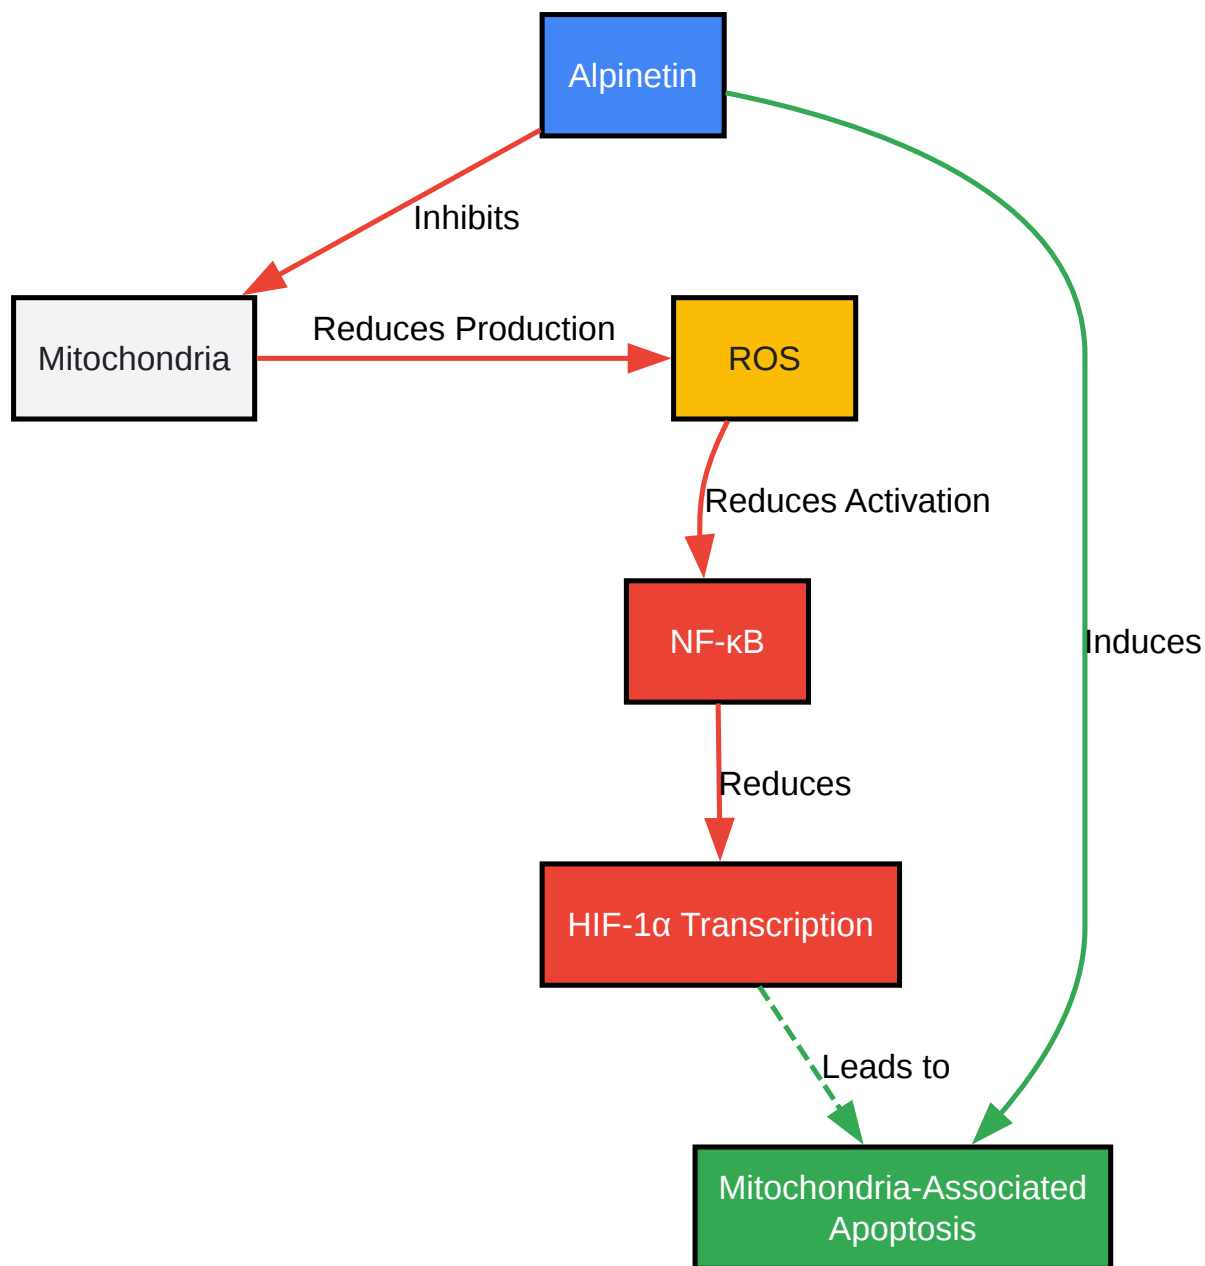 Alpinetin
Inhibits
Mitochondria
Reduces Production
ROS
Reduces Activation
NF-κB
Induces
Reduces
HIF-1α Transcription
Leads to
Mitochondria-Associated
Apoptosis